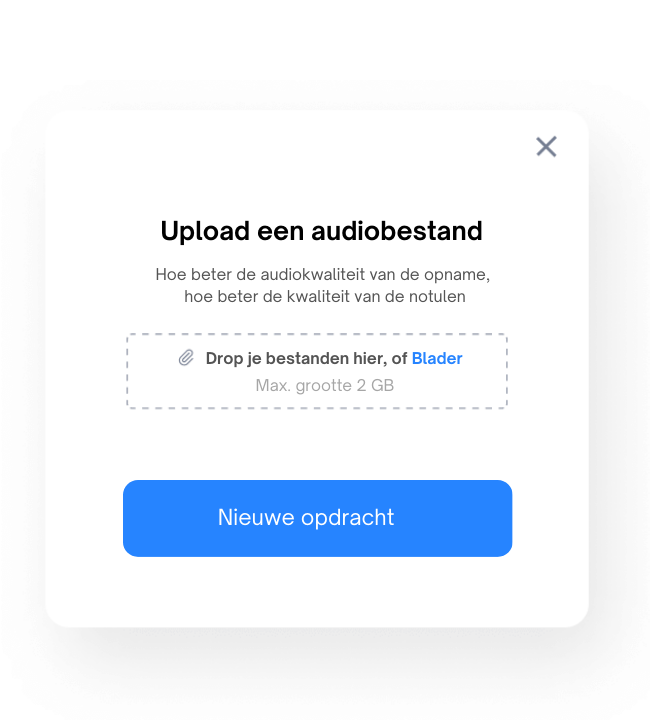 Upload een audiobestand
Hoe beter de audiokwaliteit van de opname,
hoe beter de kwaliteit van de notulen
Drop je bestanden hier, of Blader
Max. grootte 2 GB
Nieuwe opdracht